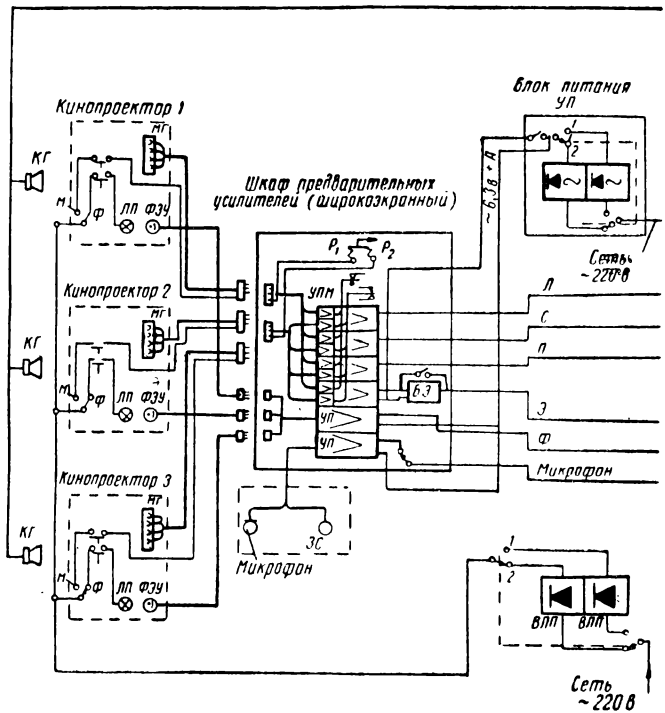 Блок питания
УП
1
2
Сеть
~220 в
Кинопроектор 1
МГ
КГ
М
Ф
ЛП
ФЭУ
Шкаф предварительных
усилителей (широкоэкранный)
Р1
Р2
УПМ
~6,3в + А
Кинопроектор 2
МГ
КГ
М
Ф
ЛП
ФЭУ
УП
УП
БЭ
Л
С
П
Э
Ф
Микрофон
Кинопроектор 3
МГ
КГ
М
Ф
ЛП
ФЭУ
Микрофон
ЗС
1
2
ВЛП
ВЛП
Сеть
~220 в